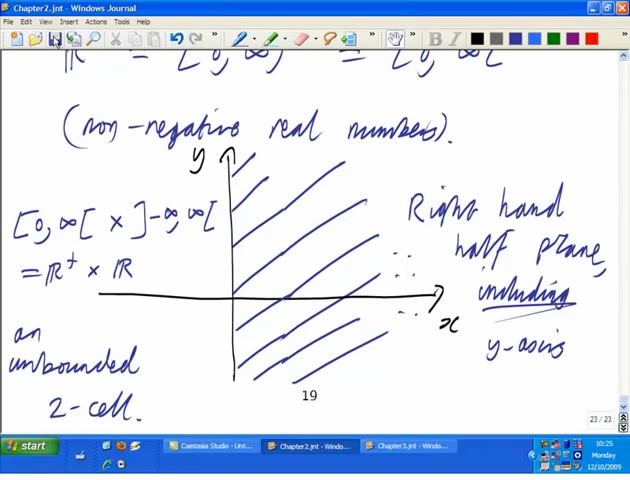 Chapter2.jnt - Windows Journal
File Edit View Insert Actions Tools Help
B I
ℝ⁺ = [0, ∞) = [0, ∞[
(non-negative real numbers).
y
[0, ∞[ × ]-∞, ∞[
= ℝ⁺ × ℝ
Right hand
half plane,
including
y-axis
x
an
unbounded
2-cell.
19
23 / 23
start
Camtasia Studio - Unt...
Chapter2.jnt - Windo...
Chapter3.jnt - Windo...
10:25
Monday
12/10/2009